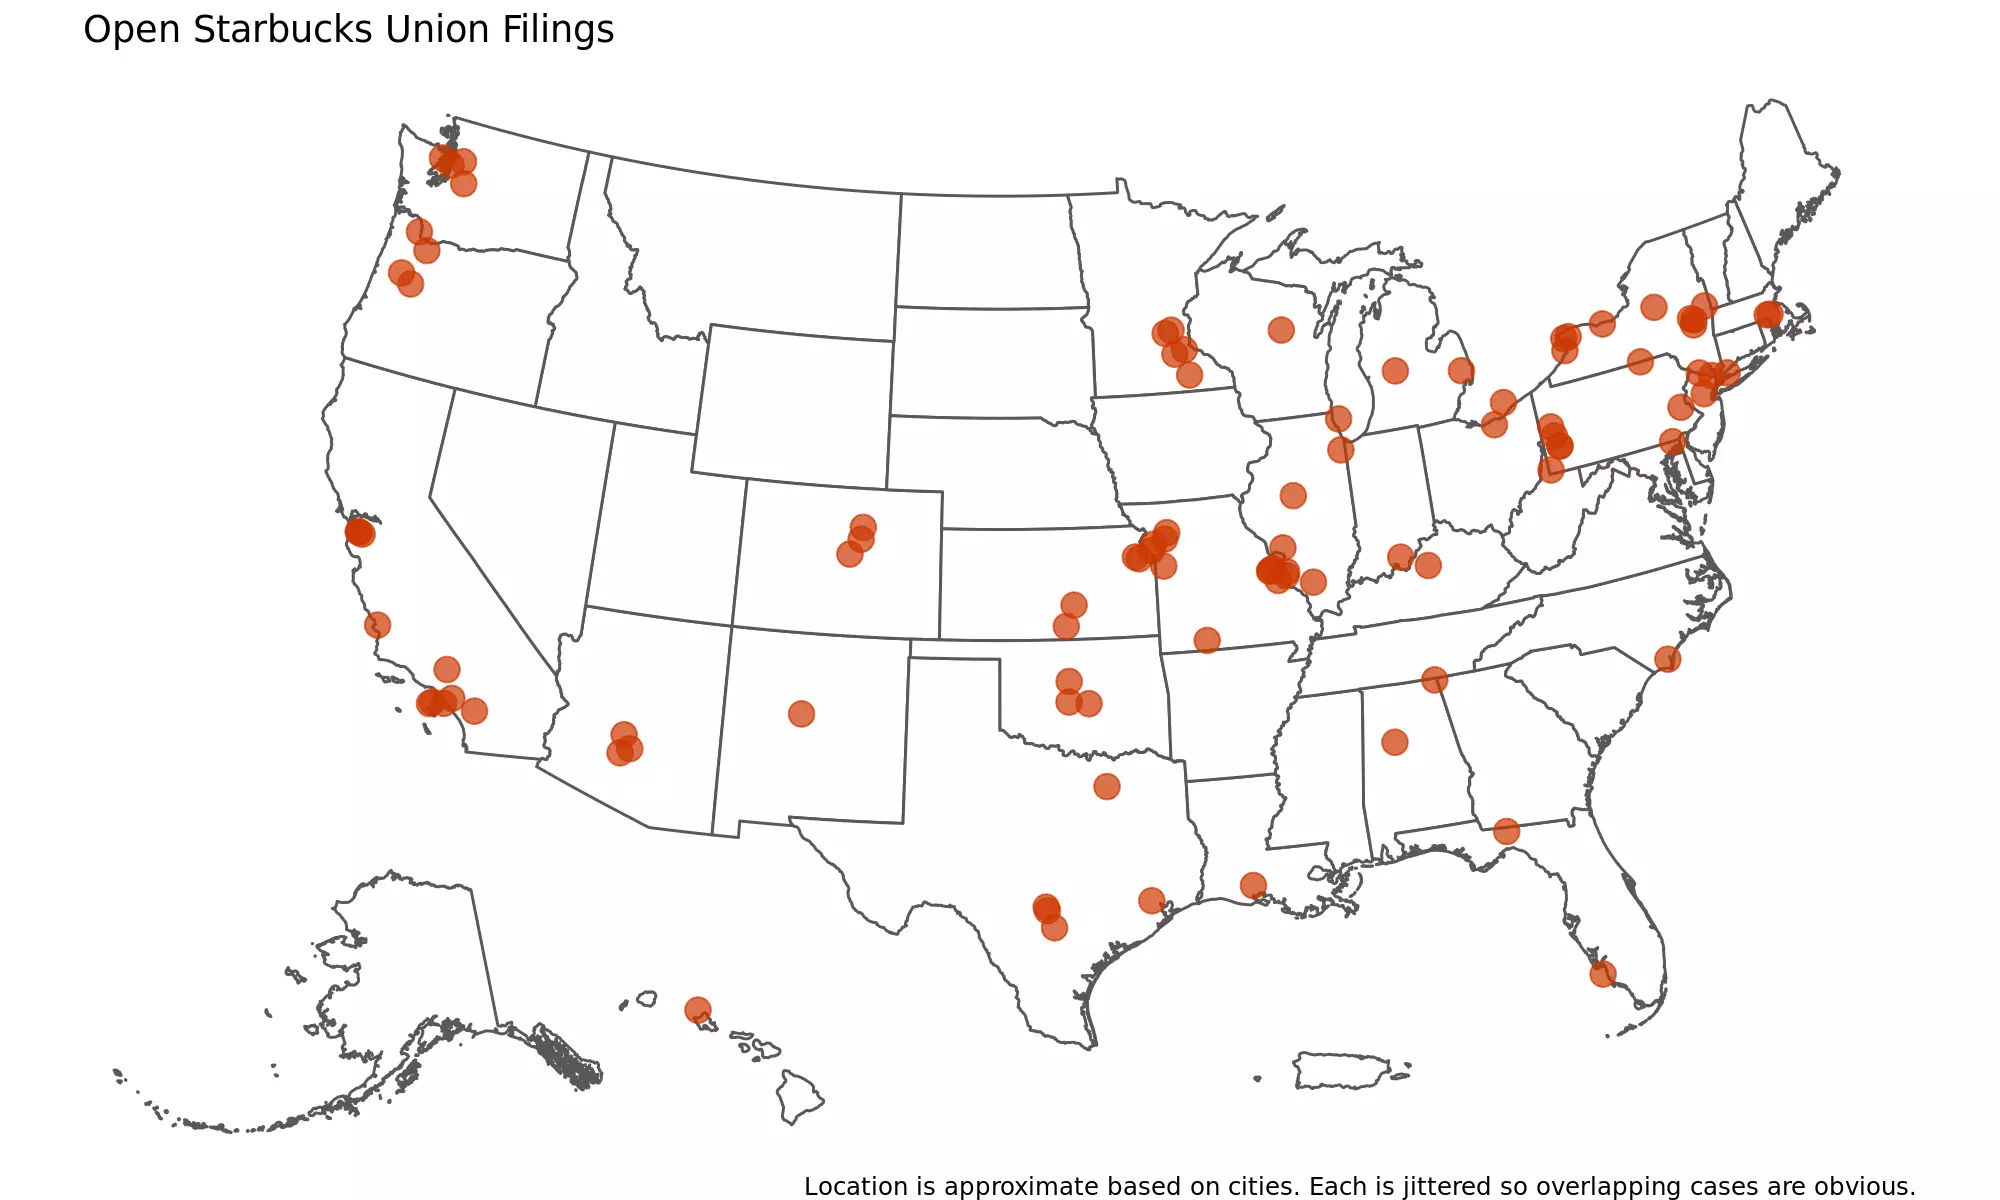 Open Starbucks Union Filings
Location is approximate based on cities. Each is jittered so overlapping cases are obvious.